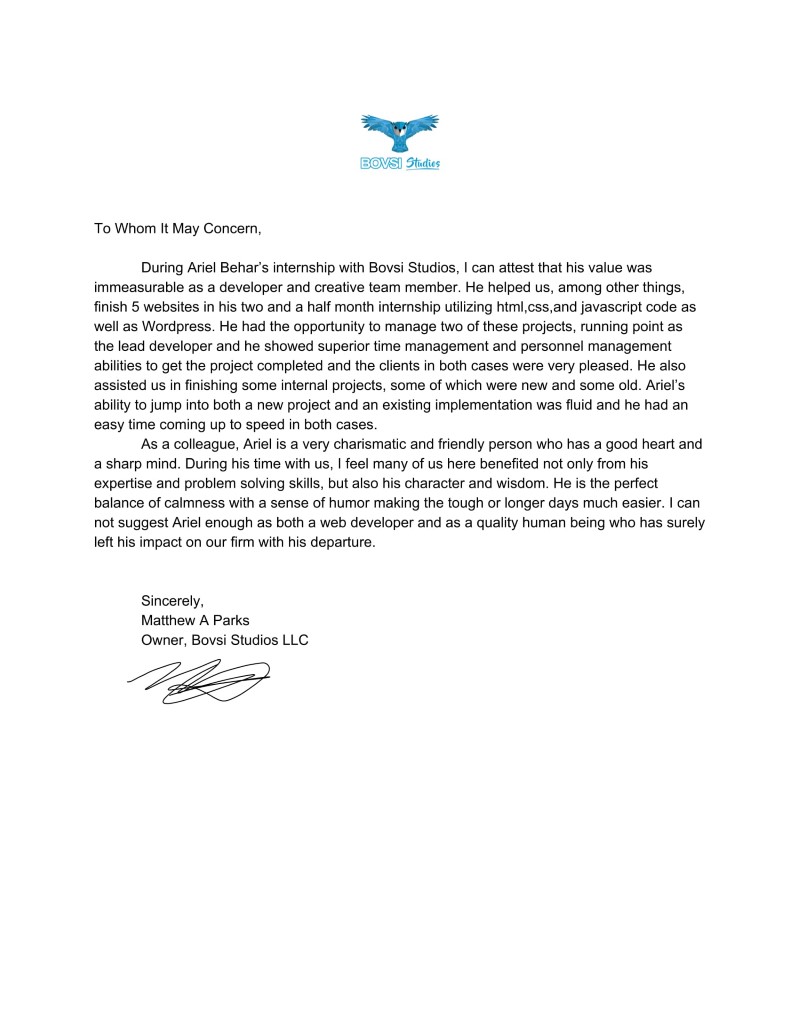 BOVSI Studios
To Whom It May Concern,
During Ariel Behar’s internship with Bovsi Studios, I can attest that his value was
immeasurable as a developer and creative team member. He helped us, among other things,
finish 5 websites in his two and a half month internship utilizing html,css,and javascript code as
well as Wordpress. He had the opportunity to manage two of these projects, running point as
the lead developer and he showed superior time management and personnel management
abilities to get the project completed and the clients in both cases were very pleased. He also
assisted us in finishing some internal projects, some of which were new and some old. Ariel’s
ability to jump into both a new project and an existing implementation was fluid and he had an
easy time coming up to speed in both cases.
As a colleague, Ariel is a very charismatic and friendly person who has a good heart and
a sharp mind. During his time with us, I feel many of us here benefited not only from his
expertise and problem solving skills, but also his character and wisdom. He is the perfect
balance of calmness with a sense of humor making the tough or longer days much easier. I can
not suggest Ariel enough as both a web developer and as a quality human being who has surely
left his impact on our firm with his departure.
Sincerely,
Matthew A Parks
Owner, Bovsi Studios LLC